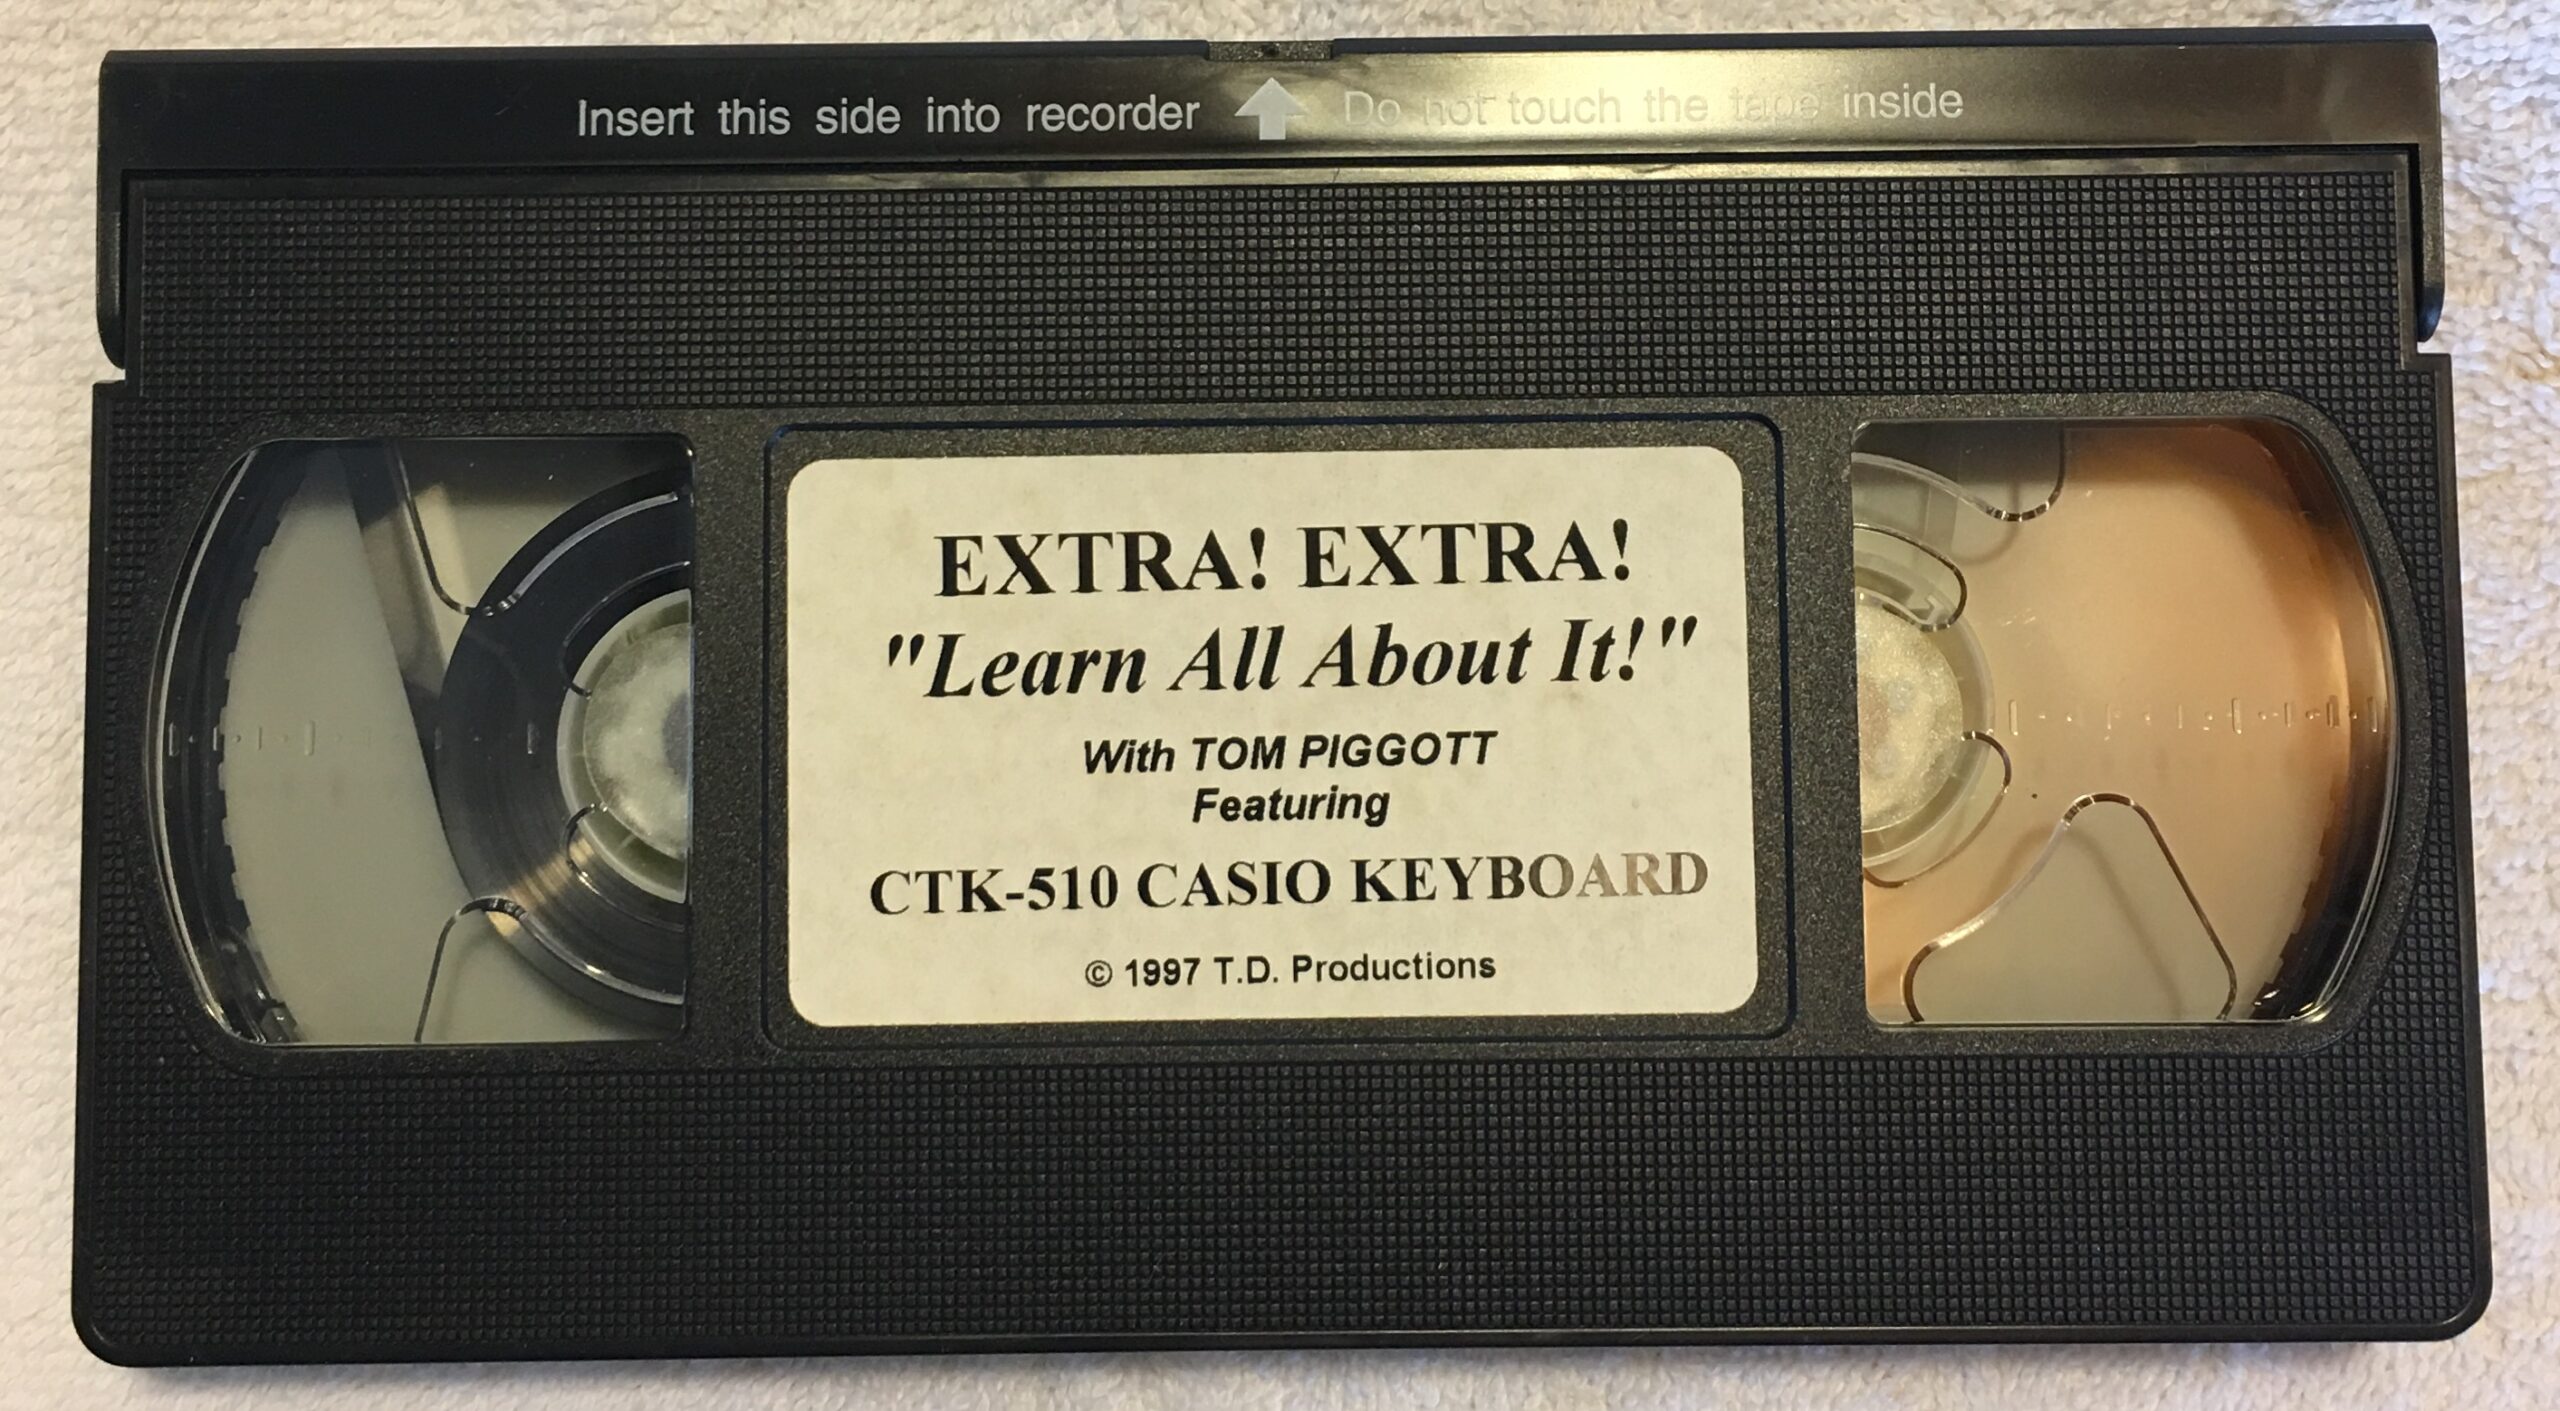 Insert this side into recorder Do not touch the tape inside
EXTRA! EXTRA!
"Learn All About It!"
With TOM PIGGOTT
Featuring
CTK-510 CASIO KEYBOARD
© 1997 T.D. Productions